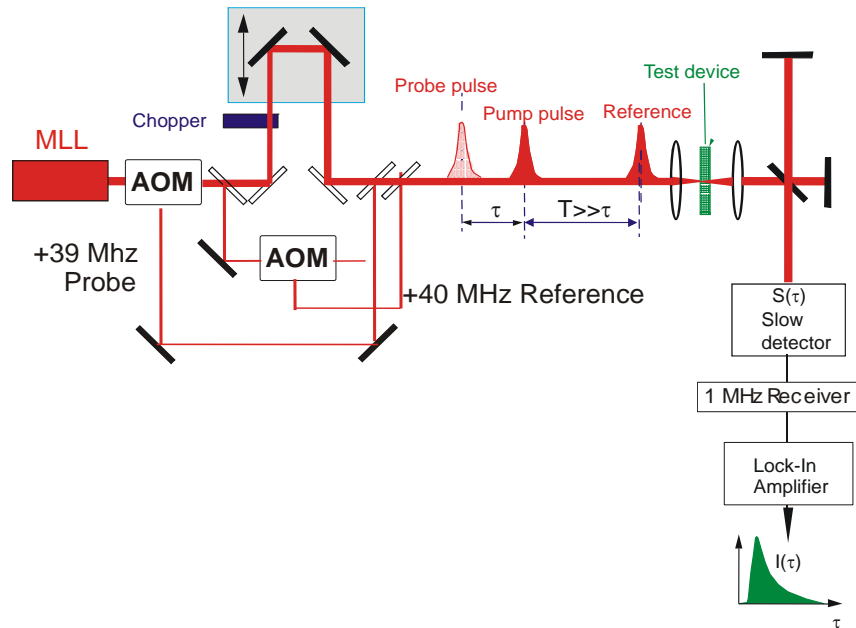 Test device
Probe pulse
Pump pulse
Reference
Chopper
MLL
AOM
τ
T>>τ
AOM
+39 Mhz
Probe
+40 MHz Reference
S(τ)
Slow
detector
1 MHz Receiver
Lock-In
Amplifier
I(τ)
τ